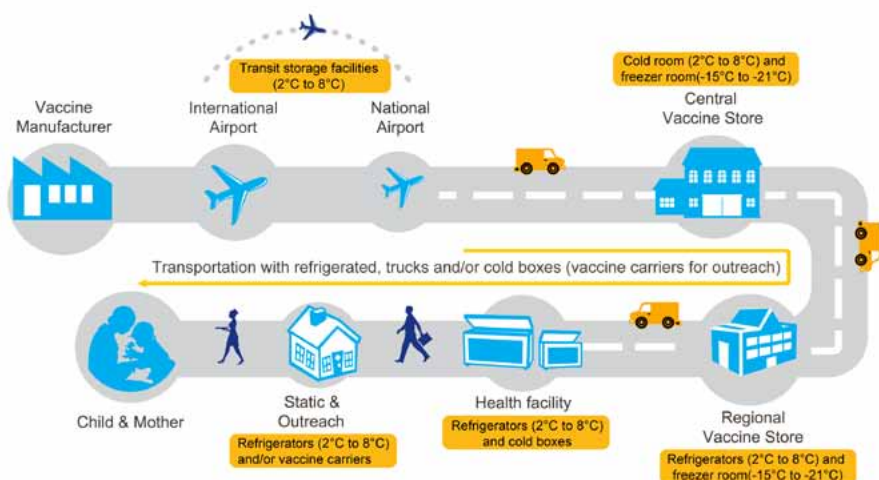 Transit storage facilities
(2°C to 8°C)
Cold room (2°C to 8°C) and
freezer room(-15°C to -21°C)
Vaccine
Manufacturer
International
Airport
National
Airport
Central
Vaccine Store
Transportation with refrigerated, trucks and/or cold boxes (vaccine carriers for outreach)
Child & Mother
Static &
Outreach
Refrigerators (2°C to 8°C)
and/or vaccine carriers
Health facility
Refrigerators (2°C to 8°C)
and cold boxes
Regional
Vaccine Store
Refrigerators (2°C to 8°C) and
freezer room(-15°C to -21°C)